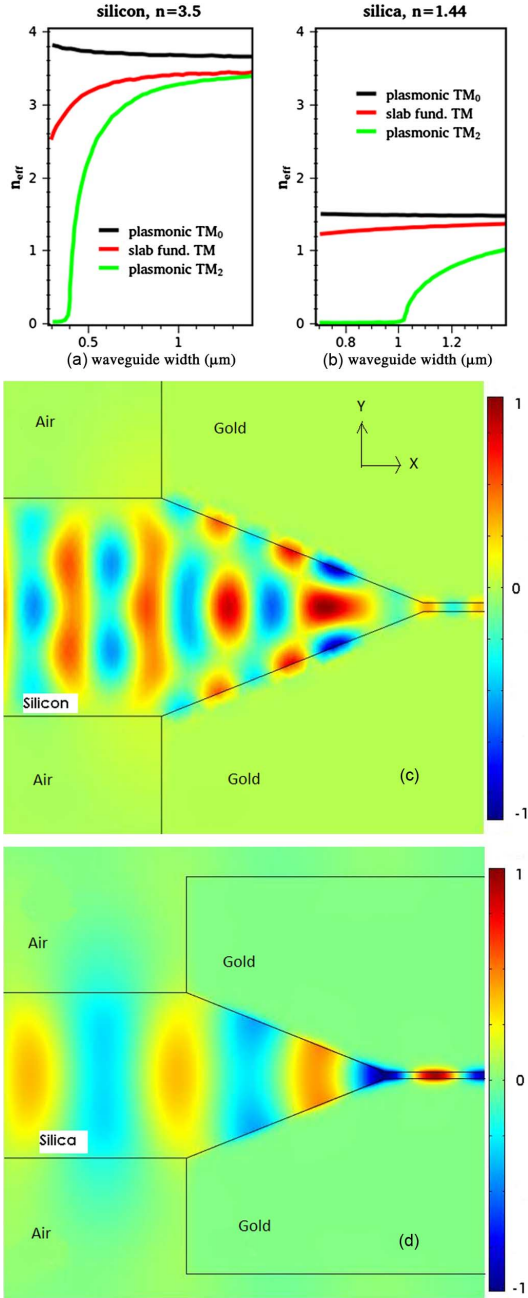 silicon, n=3.5
4
3
2
1
0
n_eff
plasmonic TM₀
slab fund. TM
plasmonic TM₂
0.5
1
(a) waveguide width (μm)
silica, n=1.44
4
3
2
1
0
n_eff
plasmonic TM₀
slab fund. TM
plasmonic TM₂
0.8
1
1.2
(b) waveguide width (μm)
Air
Gold
Y
X
Silicon
Air
Gold
(c)
1
0
-1
Air
Gold
Silica
Air
Gold
(d)
1
0
-1